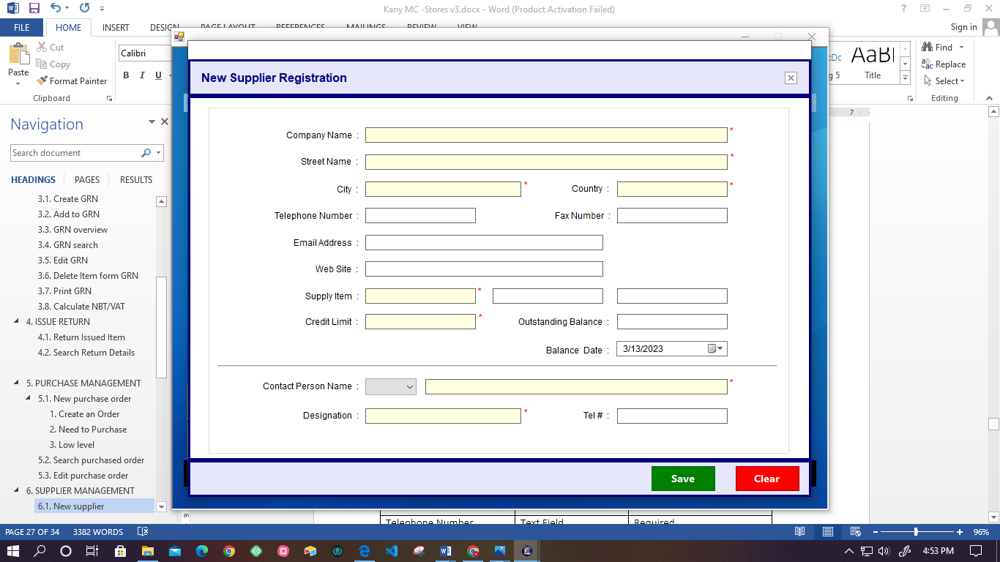 Kany MC -Stores v3.docx - Word (Product Activation Failed)
FILE HOME INSERT DESIGN PAGE LAYOUT REFERENCES MAILINGS REVIEW VIEW Sign in
Paste
Cut
Copy
Format Painter
Clipboard
Calibri
B I U
AaBI
g 5 Title
Find
Replace
Select
Editing
7
Navigation
Search document
HEADINGS PAGES RESULTS
3.1. Create GRN
3.2. Add to GRN
3.3. GRN overview
3.4. GRN search
3.5. Edit GRN
3.6. Delete Item form GRN
3.7. Print GRN
3.8. Calculate NBT/VAT
4. ISSUE RETURN
4.1. Return Issued Item
4.2. Search Return Details
5. PURCHASE MANAGEMENT
5.1. New purchase order
1. Create an Order
2. Need to Purchase
3. Low level
5.2. Search purchased order
5.3. Edit purchase order
6. SUPPLIER MANAGEMENT
6.1. New supplier
New Supplier Registration
Company Name : *
Street Name : *
City : * Country : *
Telephone Number : Fax Number :
Email Address :
Web Site :
Supply Item : *
Credit Limit : * Outstanding Balance :
Balance Date : 3/13/2023
Contact Person Name : *
Designation : * Tel # :
Save Clear
Telephone Number Text Field Required
PAGE 27 OF 34 3382 WORDS 96%
4:53 PM